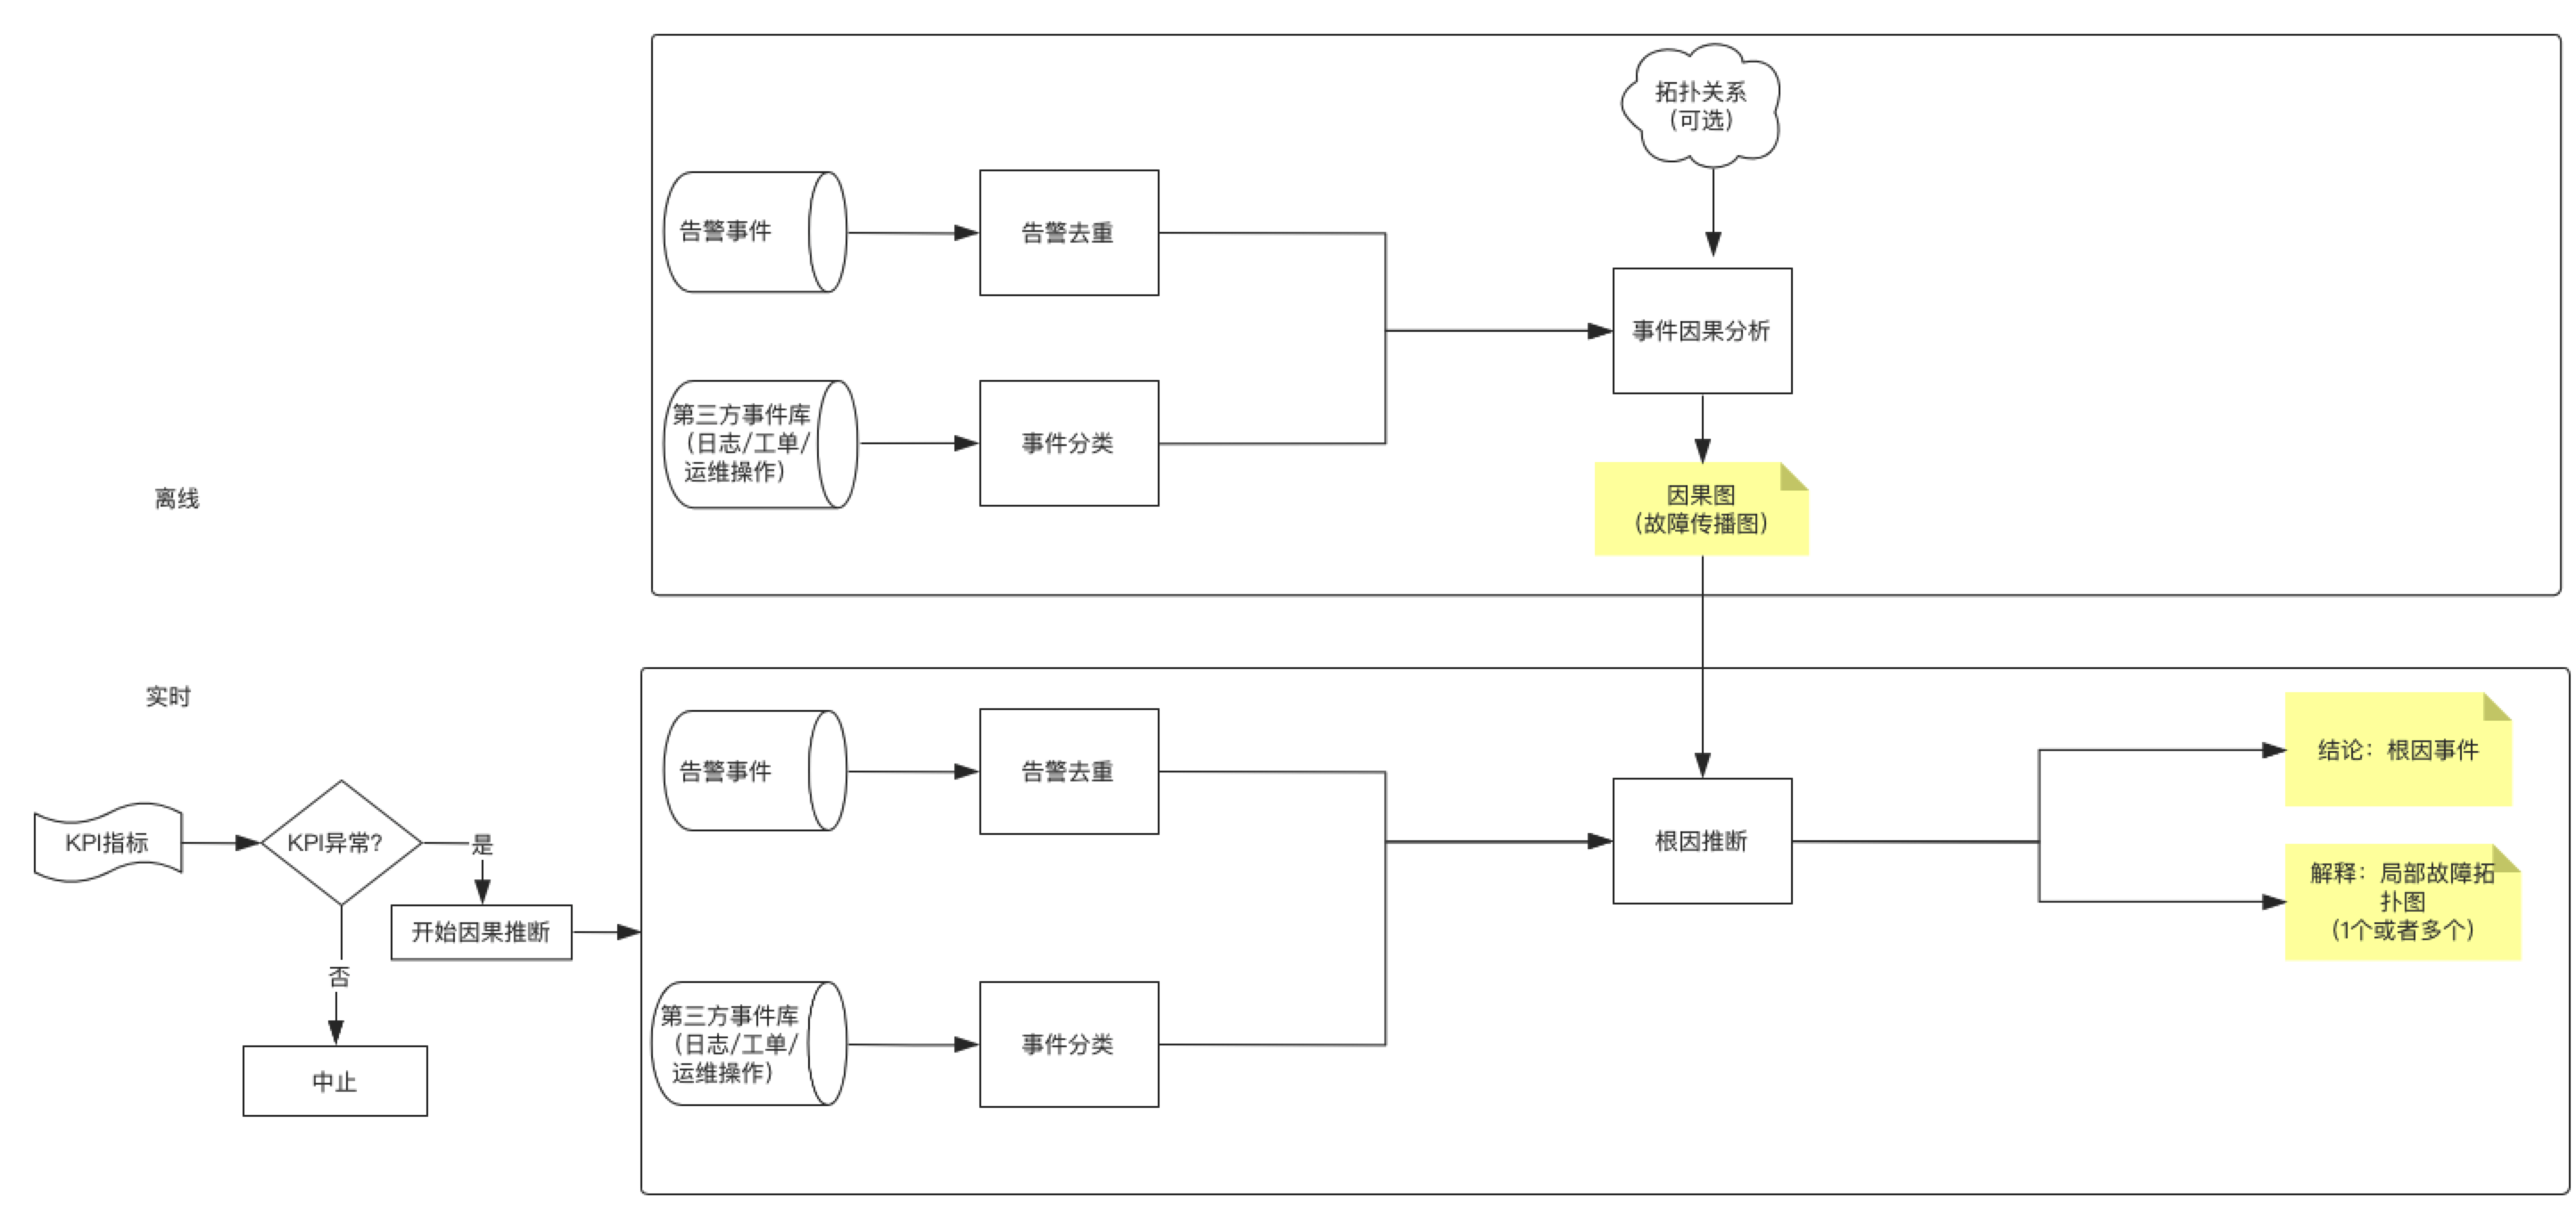 拓扑关系
（可选）
告警事件
告警去重
事件因果分析
第三方事件库
（日志/工单/
运维操作）
事件分类
因果图
（故障传播图）
离线
实时
KPI指标
KPI异常?
是
开始因果推断
否
中止
告警事件
告警去重
第三方事件库
（日志/工单/
运维操作）
事件分类
根因推断
结论：根因事件
解释：局部故障拓
扑图
（1个或者多个）